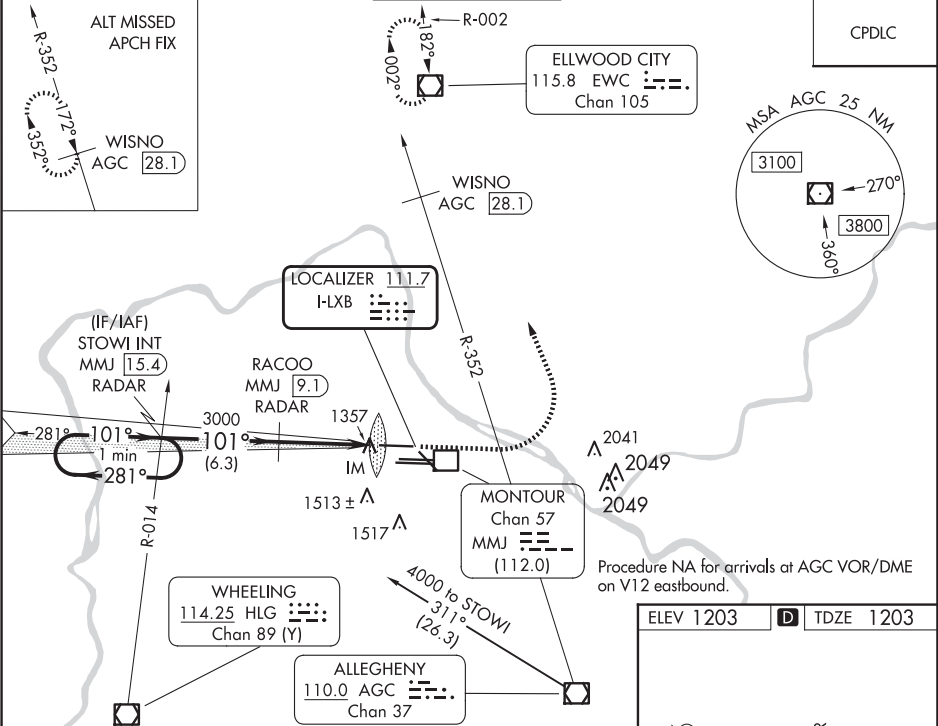 ALT MISSED
APCH FIX
R-352
172°
352°
WISNO
AGC 28.1
R-002
182°
002°
ELLWOOD CITY
115.8 EWC
Chan 105
CPDLC
MSA AGC 25 NM
3100
270°
3800
360°
WISNO
AGC 28.1
LOCALIZER 111.7
I-LXB
R-352
(IF/IAF)
STOWI INT
MMJ 15.4
RADAR
RACOO
MMJ 9.1
RADAR
3000
101°
(6.3)
281°
101°
1 min
281°
1357
IM
1513 ±
1517
2041
2049
2049
MONTOUR
Chan 57
MMJ
(112.0)
R-014
Procedure NA for arrivals at AGC VOR/DME
on V12 eastbound.
4000 to STOWI
311°
(26.3)
WHEELING
114.25 HLG
Chan 89 (Y)
ALLEGHENY
110.0 AGC
Chan 37
ELEV 1203
D
TDZE 1203